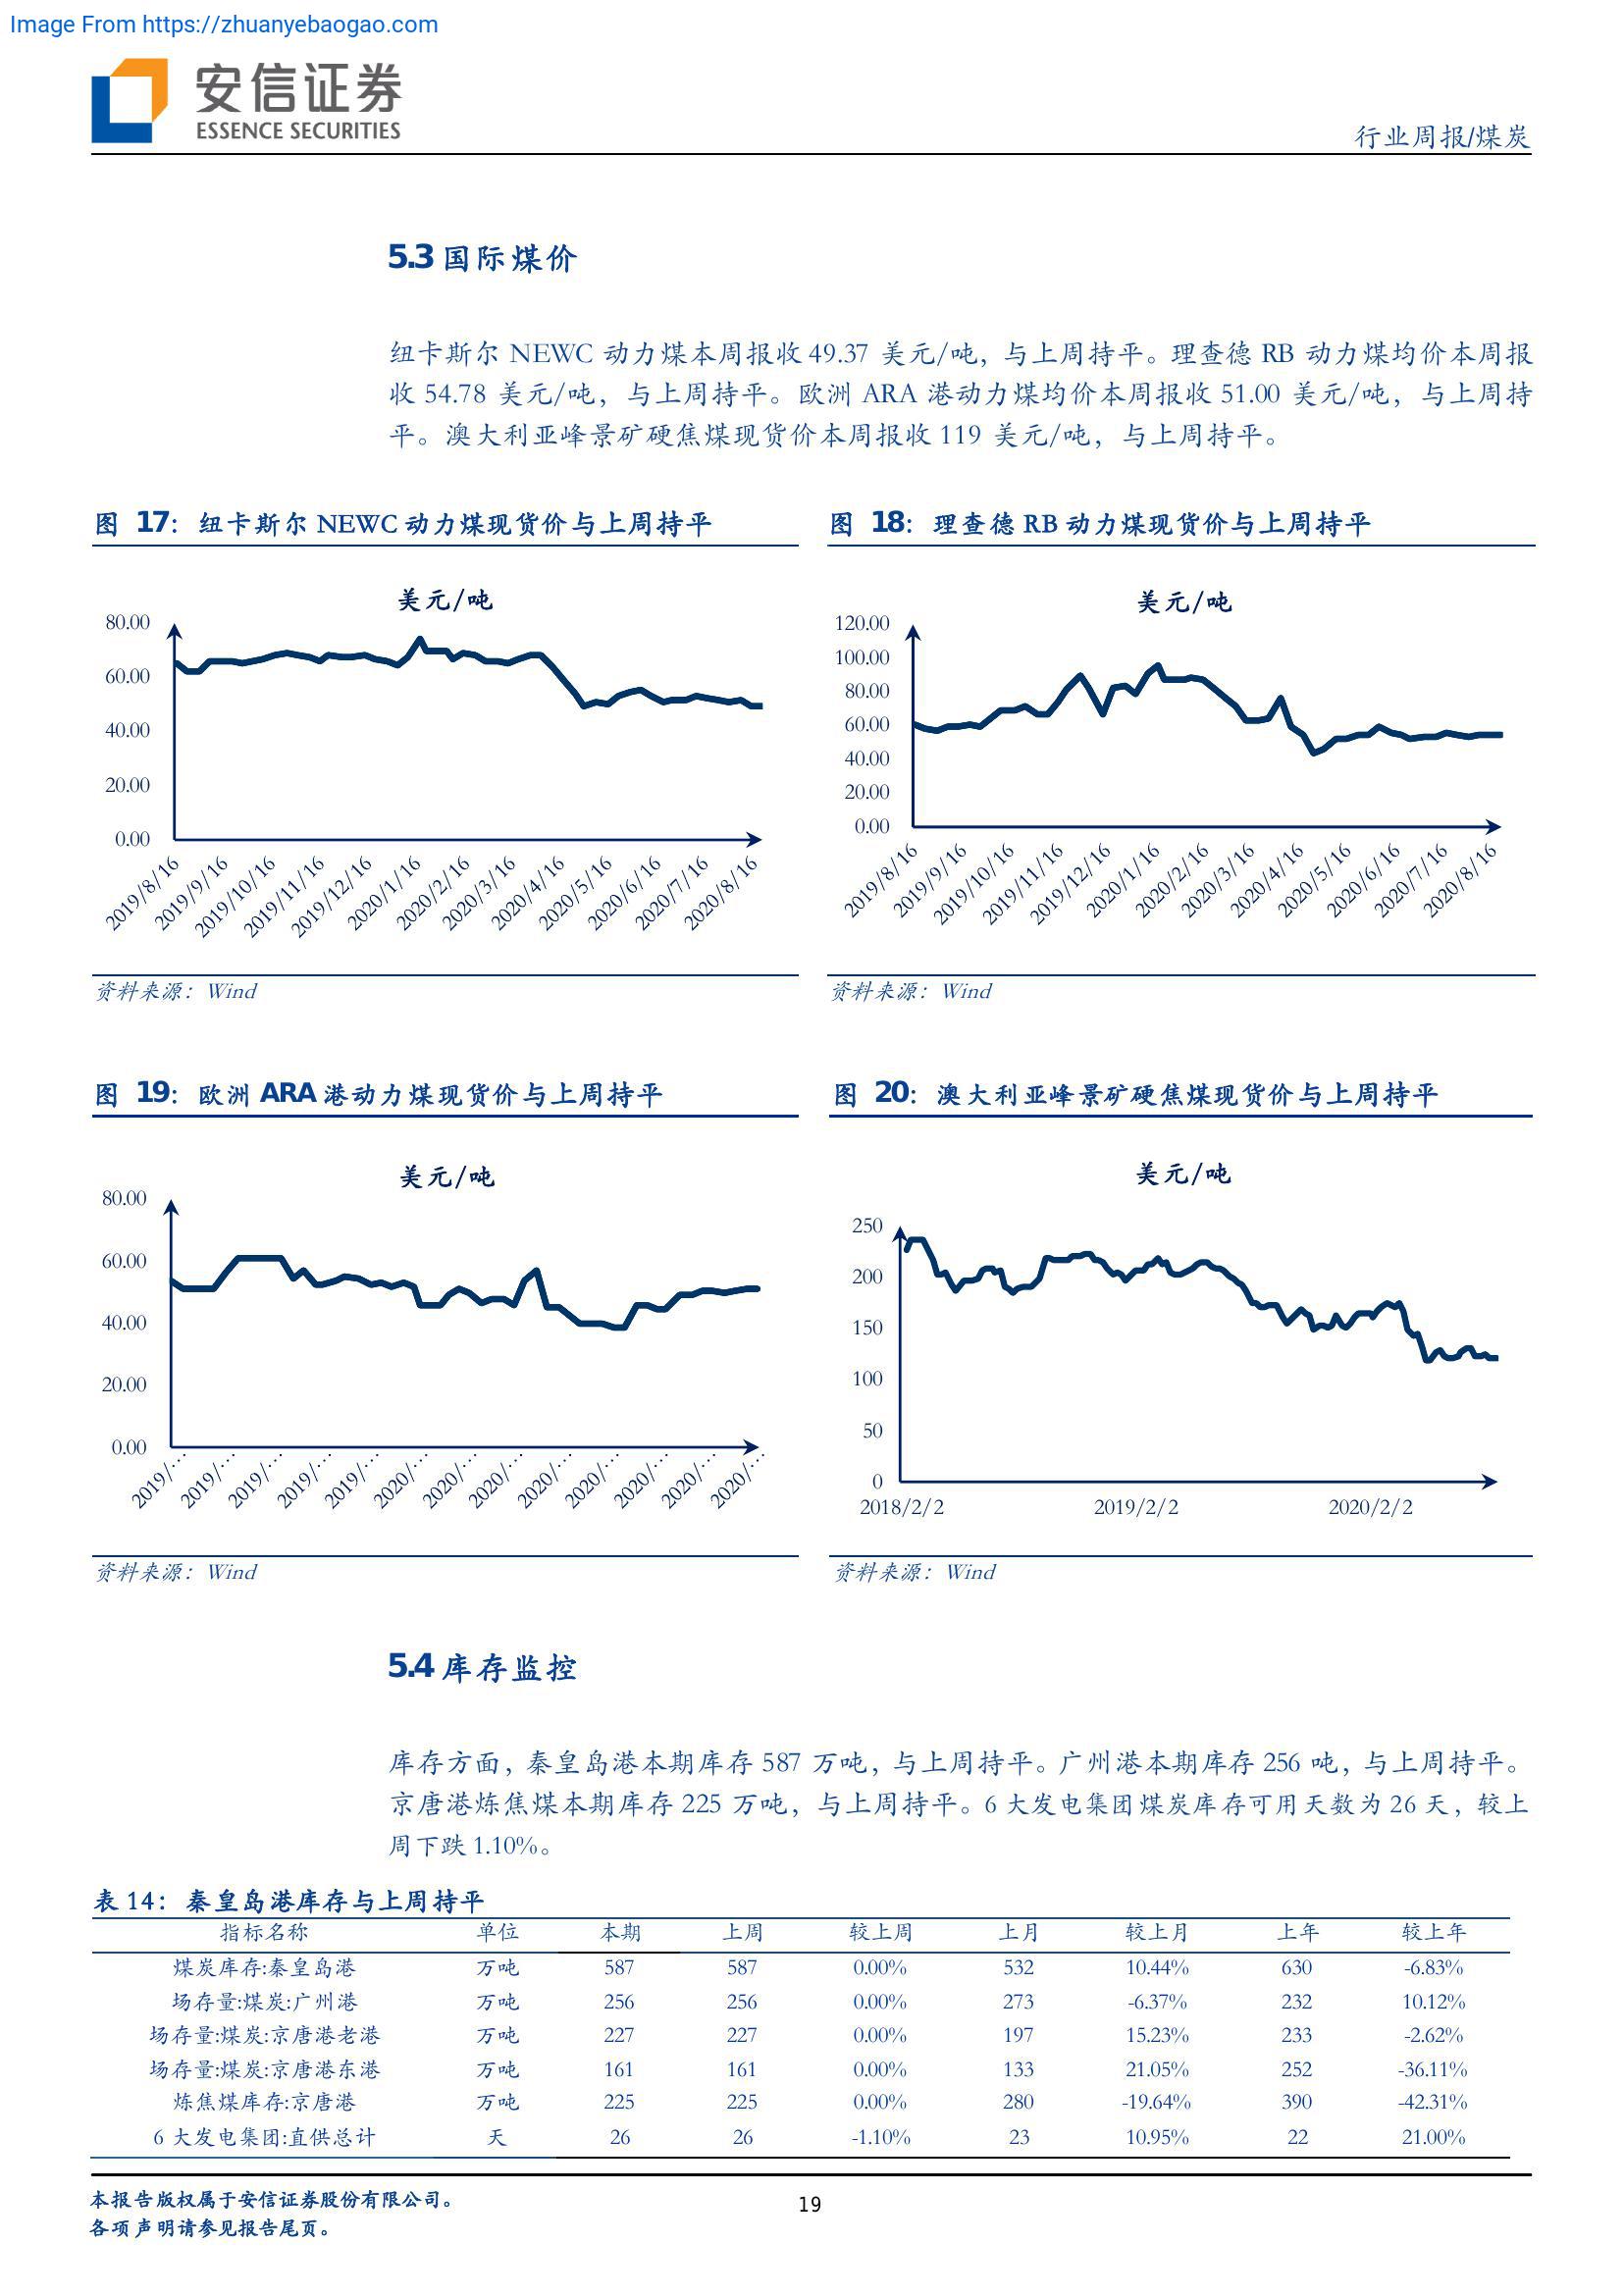 Image From https://zhuanyebaogao.com
安信证券
ESSENCE SECURITIES
行业周报/煤炭
5.3 国际煤价
纽卡斯尔 NEWC 动力煤本周报收 49.37 美元/吨，与上周持平。理查德 RB 动力煤均价本周报
收 54.78 美元/吨，与上周持平。欧洲 ARA 港动力煤均价本周报收 51.00 美元/吨，与上周持
平。澳大利亚峰景矿硬焦煤现货价本周报收 119 美元/吨，与上周持平。
图 17：纽卡斯尔 NEWC 动力煤现货价与上周持平
美元/吨
80.00
60.00
40.00
20.00
0.00
2019/8/16 2019/9/16 2019/10/16 2019/11/16 2019/12/16 2020/1/16 2020/2/16 2020/3/16 2020/4/16 2020/5/16 2020/6/16 2020/7/16 2020/8/16
资料来源：Wind
图 18：理查德 RB 动力煤现货价与上周持平
美元/吨
120.00
100.00
80.00
60.00
40.00
20.00
0.00
2019/8/16 2019/9/16 2019/10/16 2019/11/16 2019/12/16 2020/1/16 2020/2/16 2020/3/16 2020/4/16 2020/5/16 2020/6/16 2020/7/16 2020/8/16
资料来源：Wind
图 19：欧洲 ARA 港动力煤现货价与上周持平
美元/吨
80.00
60.00
40.00
20.00
0.00
2019/… 2019/… 2019/… 2019/… 2019/… 2020/… 2020/… 2020/… 2020/… 2020/… 2020/… 2020/… 2020/…
资料来源：Wind
图 20：澳大利亚峰景矿硬焦煤现货价与上周持平
美元/吨
250
200
150
100
50
0
2018/2/2 2019/2/2 2020/2/2
资料来源：Wind
5.4 库存监控
库存方面，秦皇岛港本期库存 587 万吨，与上周持平。广州港本期库存 256 吨，与上周持平。
京唐港炼焦煤本期库存 225 万吨，与上周持平。6 大发电集团煤炭库存可用天数为 26 天，较上
周下跌 1.10%。
表 14：秦皇岛港库存与上周持平
指标名称 单位 本期 上周 较上周 上月 较上月 上年 较上年
煤炭库存:秦皇岛港 万吨 587 587 0.00% 532 10.44% 630 -6.83%
场存量:煤炭:广州港 万吨 256 256 0.00% 273 -6.37% 232 10.12%
场存量:煤炭:京唐港老港 万吨 227 227 0.00% 197 15.23% 233 -2.62%
场存量:煤炭:京唐港东港 万吨 161 161 0.00% 133 21.05% 252 -36.11%
炼焦煤库存:京唐港 万吨 225 225 0.00% 280 -19.64% 390 -42.31%
6 大发电集团:直供总计 天 26 26 -1.10% 23 10.95% 22 21.00%
本报告版权属于安信证券股份有限公司。
各项声明请参见报告尾页。
19